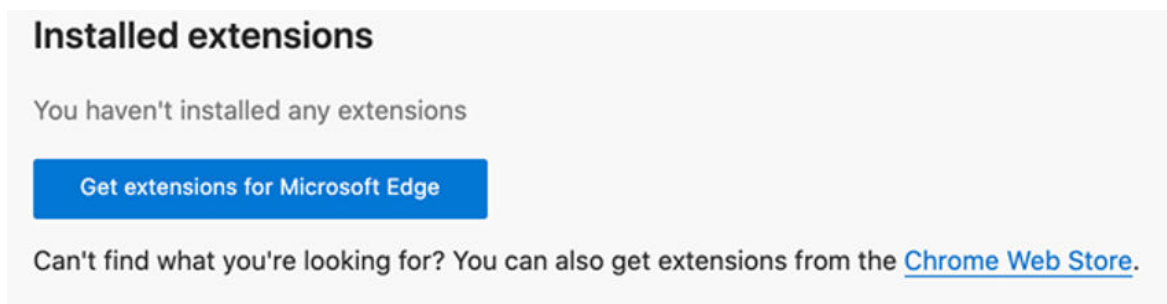 Installed extensions
You haven't installed any extensions
Get extensions for Microsoft Edge
Can't find what you're looking for? You can also get extensions from the Chrome Web Store.